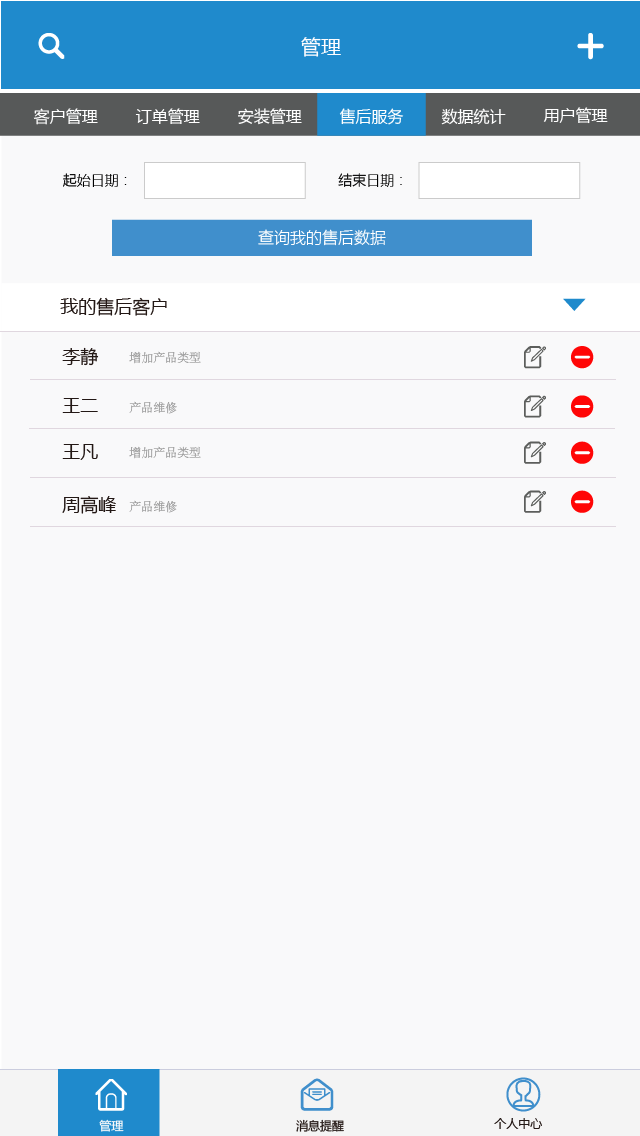 管理
客户管理 订单管理 安装管理 售后服务 数据统计 用户管理
起始日期： 结束日期：
查询我的售后数据
我的售后客户
李静 增加产品类型
王二 产品维修
王凡 增加产品类型
周高峰 产品维修
管理 消息提醒 个人中心